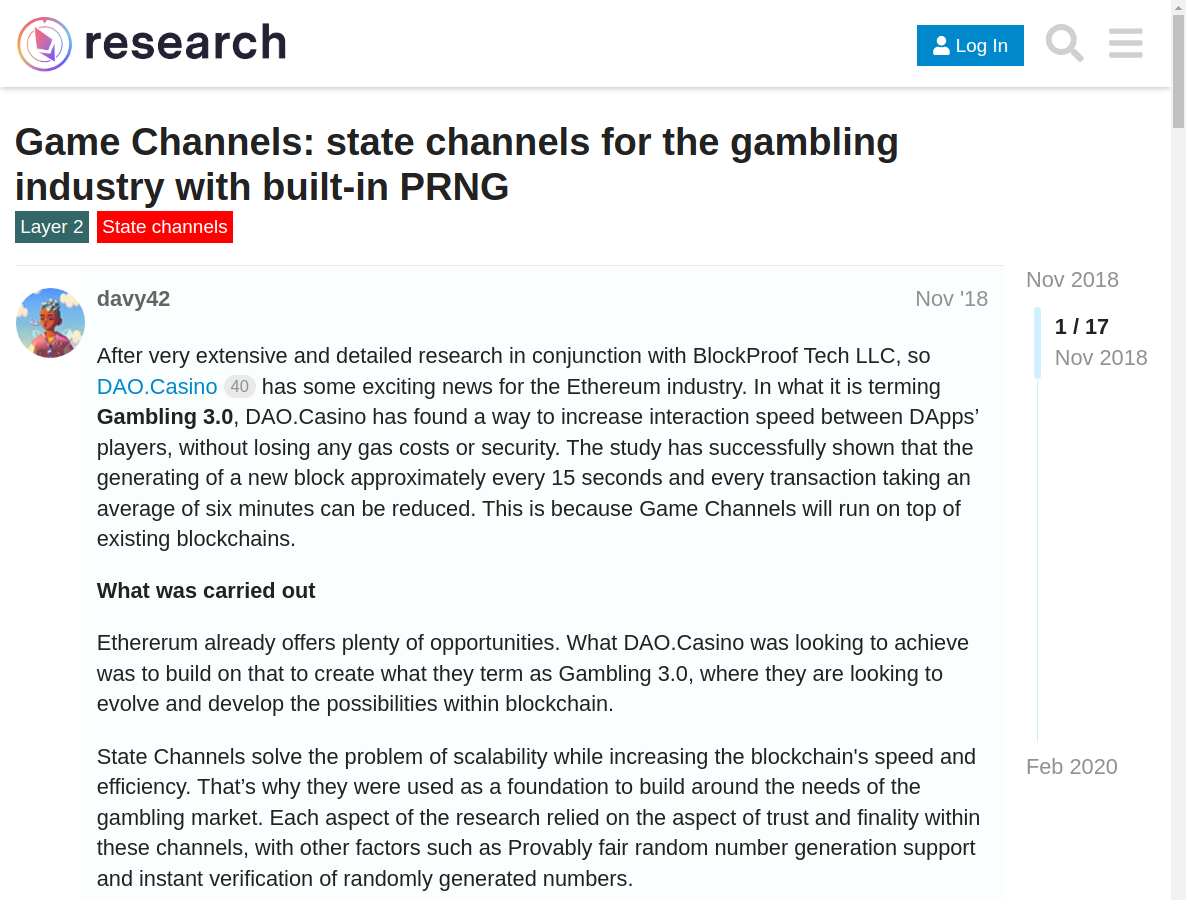 research
Log In
Game Channels: state channels for the gambling
industry with built-in PRNG
Layer 2 State channels
davy42 Nov '18
After very extensive and detailed research in conjunction with BlockProof Tech LLC, so
DAO.Casino 40 has some exciting news for the Ethereum industry. In what it is terming
Gambling 3.0, DAO.Casino has found a way to increase interaction speed between DApps’
players, without losing any gas costs or security. The study has successfully shown that the
generating of a new block approximately every 15 seconds and every transaction taking an
average of six minutes can be reduced. This is because Game Channels will run on top of
existing blockchains.
What was carried out
Ethererum already offers plenty of opportunities. What DAO.Casino was looking to achieve
was to build on that to create what they term as Gambling 3.0, where they are looking to
evolve and develop the possibilities within blockchain.
State Channels solve the problem of scalability while increasing the blockchain's speed and
efficiency. That’s why they were used as a foundation to build around the needs of the
gambling market. Each aspect of the research relied on the aspect of trust and finality within
these channels, with other factors such as Provably fair random number generation support
and instant verification of randomly generated numbers.
Nov 2018
1 / 17
Nov 2018
Feb 2020